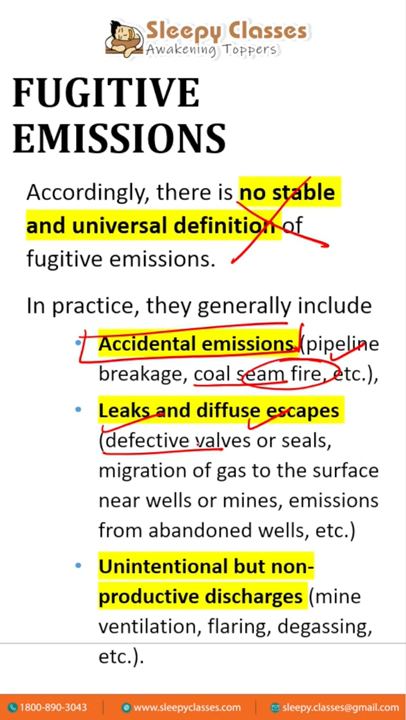 Sleepy Classes
Awakening Toppers
FUGITIVE
EMISSIONS
Accordingly, there is no stable
and universal definition of
fugitive emissions.
In practice, they generally include
• Accidental emissions (pipeline
breakage, coal seam fire, etc.),
• Leaks and diffuse escapes
(defective valves or seals,
migration of gas to the surface
near wells or mines, emissions
from abandoned wells, etc.)
• Unintentional but non-
productive discharges (mine
ventilation, flaring, degassing,
etc.).
1800-890-3043 www.sleepyclasses.com sleepy.classes@gmail.com